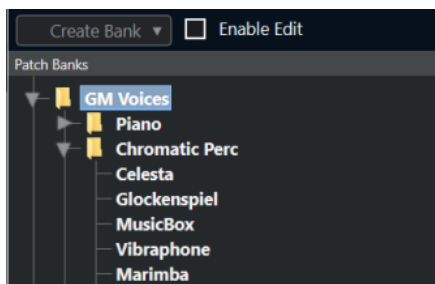 Create Bank Enable Edit
Patch Banks
GM Voices
Piano
Chromatic Perc
Celesta
Glockenspiel
MusicBox
Vibraphone
Marimba